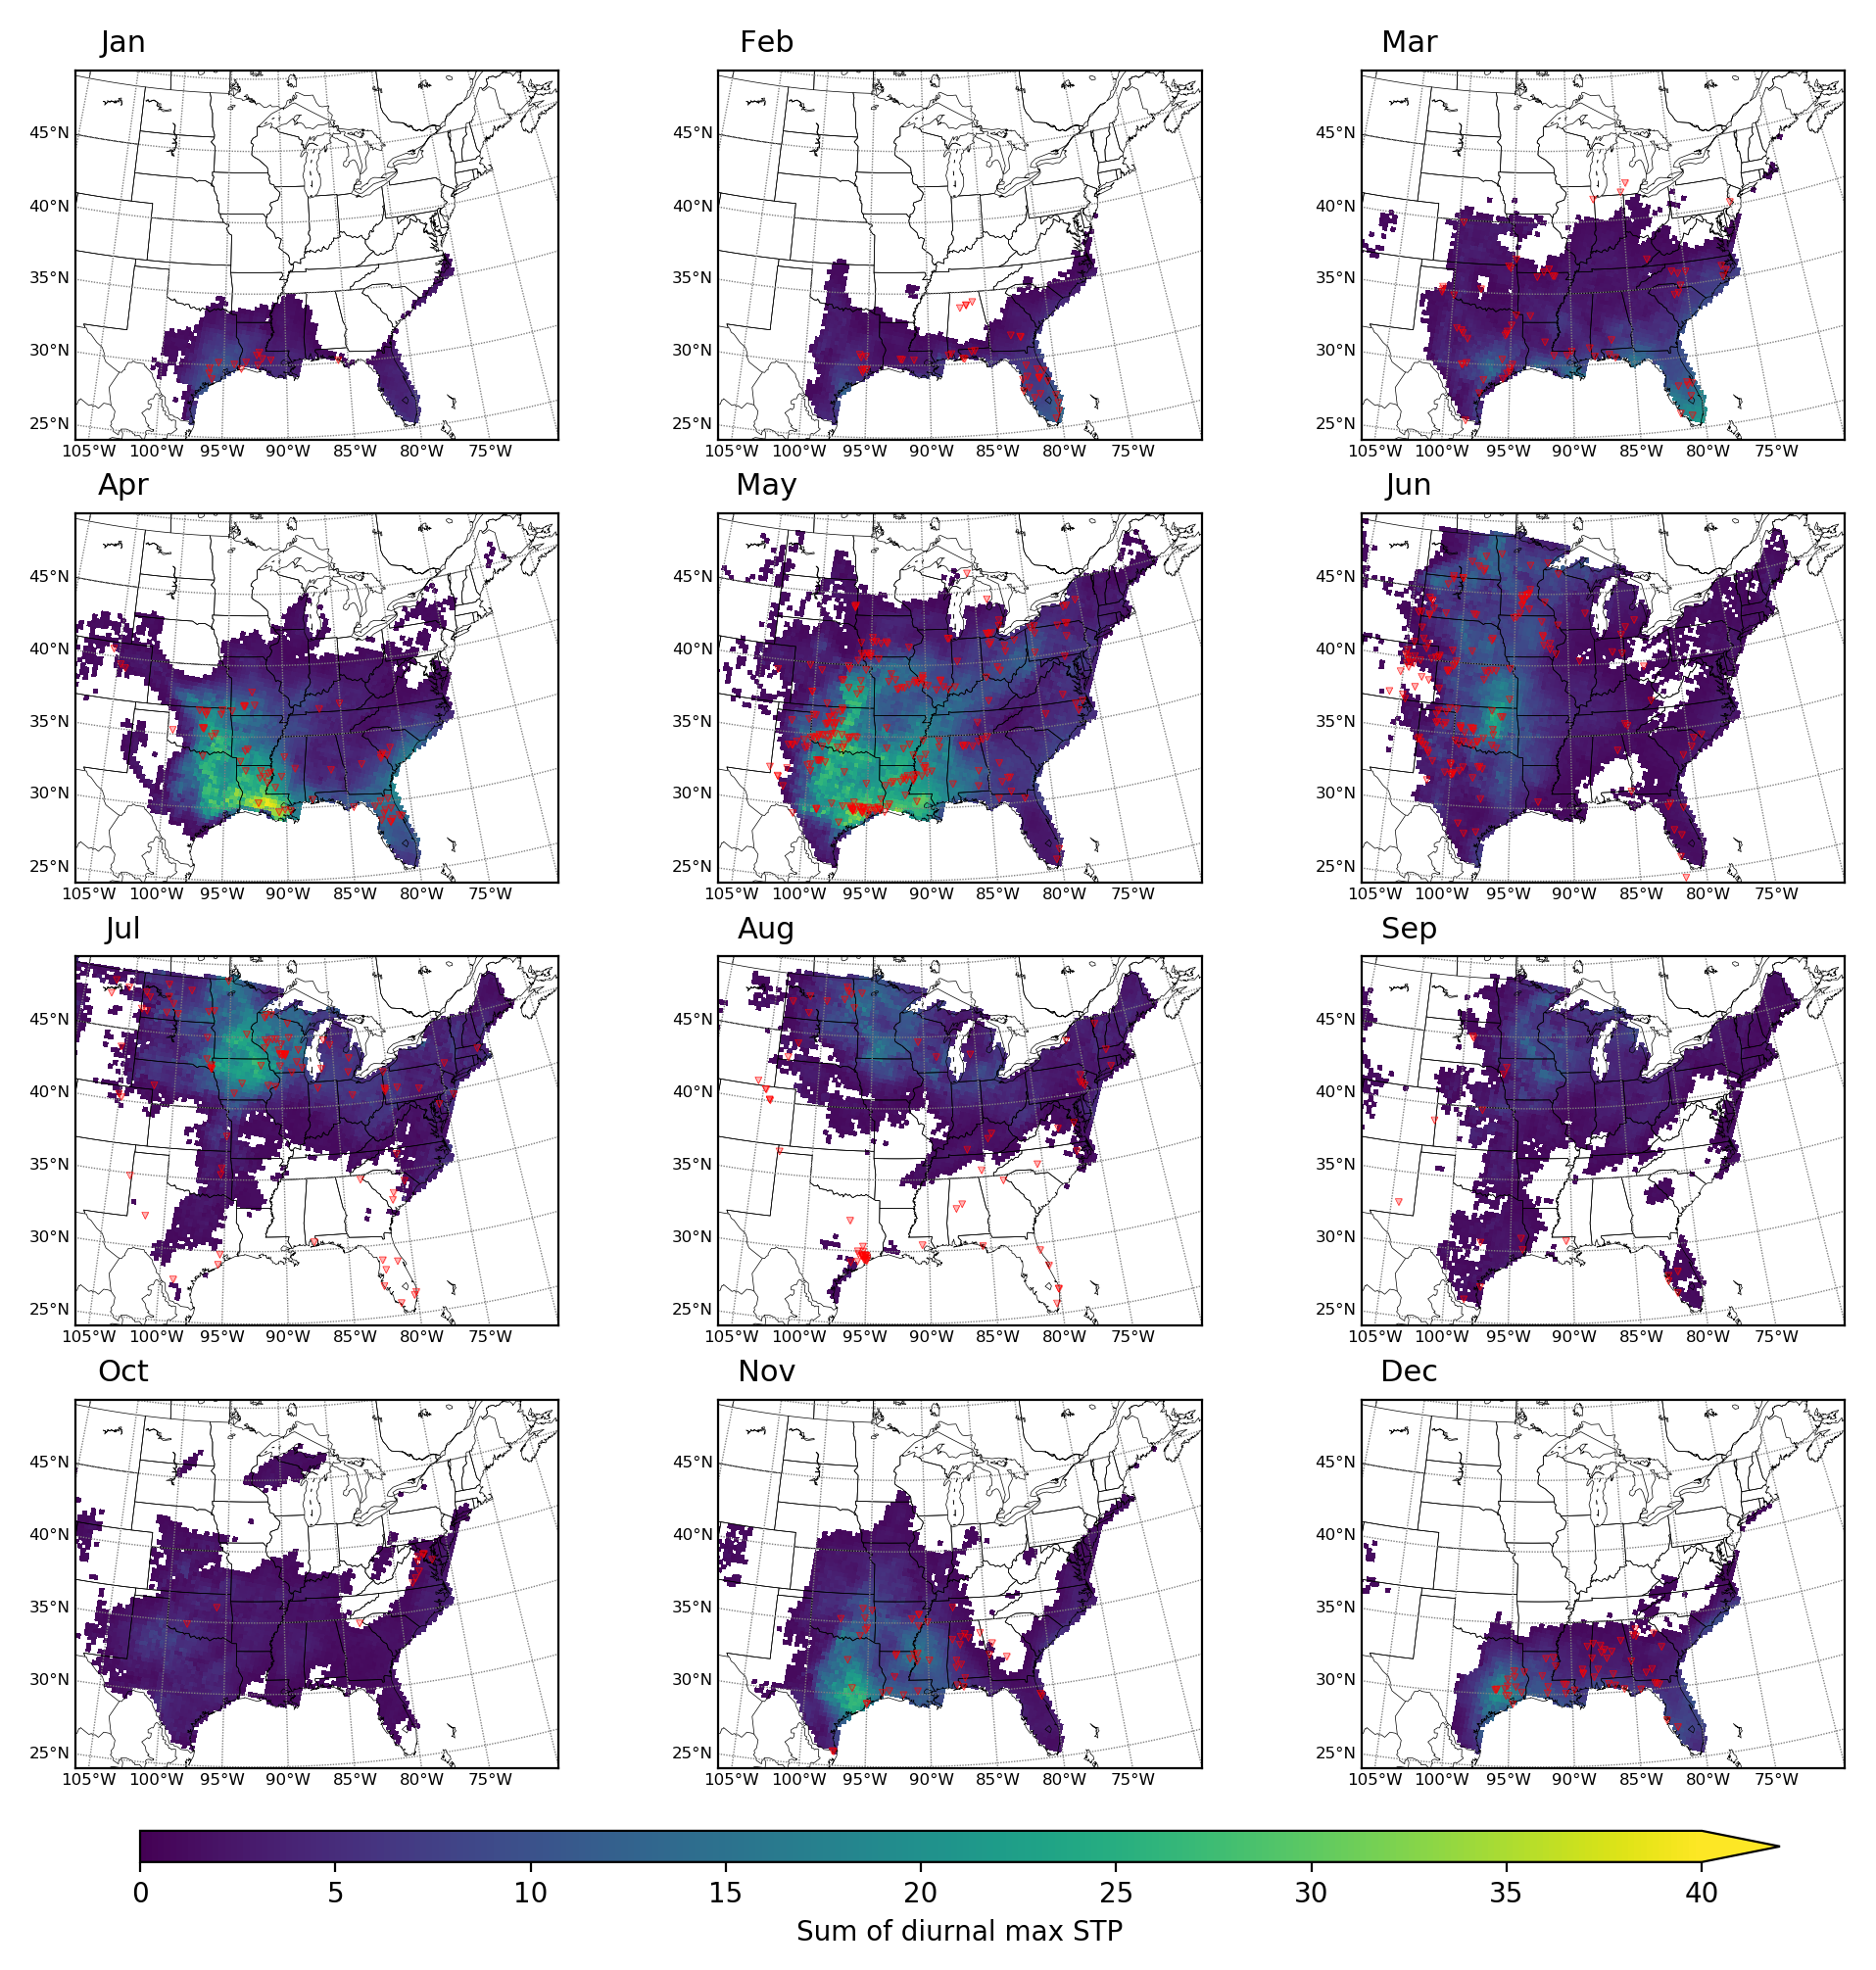 Jan Feb Mar
45°N 45°N 45°N
40°N 40°N 40°N
35°N 35°N 35°N
30°N 30°N 30°N
25°N 25°N 25°N
105°W 100°W 95°W 90°W 85°W 80°W 75°W 105°W 100°W 95°W 90°W 85°W 80°W 75°W 105°W 100°W 95°W 90°W 85°W 80°W 75°W
Apr May Jun
45°N 45°N 45°N
40°N 40°N 40°N
35°N 35°N 35°N
30°N 30°N 30°N
25°N 25°N 25°N
105°W 100°W 95°W 90°W 85°W 80°W 75°W 105°W 100°W 95°W 90°W 85°W 80°W 75°W 105°W 100°W 95°W 90°W 85°W 80°W 75°W
Jul Aug Sep
45°N 45°N 45°N
40°N 40°N 40°N
35°N 35°N 35°N
30°N 30°N 30°N
25°N 25°N 25°N
105°W 100°W 95°W 90°W 85°W 80°W 75°W 105°W 100°W 95°W 90°W 85°W 80°W 75°W 105°W 100°W 95°W 90°W 85°W 80°W 75°W
Oct Nov Dec
45°N 45°N 45°N
40°N 40°N 40°N
35°N 35°N 35°N
30°N 30°N 30°N
25°N 25°N 25°N
105°W 100°W 95°W 90°W 85°W 80°W 75°W 105°W 100°W 95°W 90°W 85°W 80°W 75°W 105°W 100°W 95°W 90°W 85°W 80°W 75°W
0 5 10 15 20 25 30 35 40
Sum of diurnal max STP